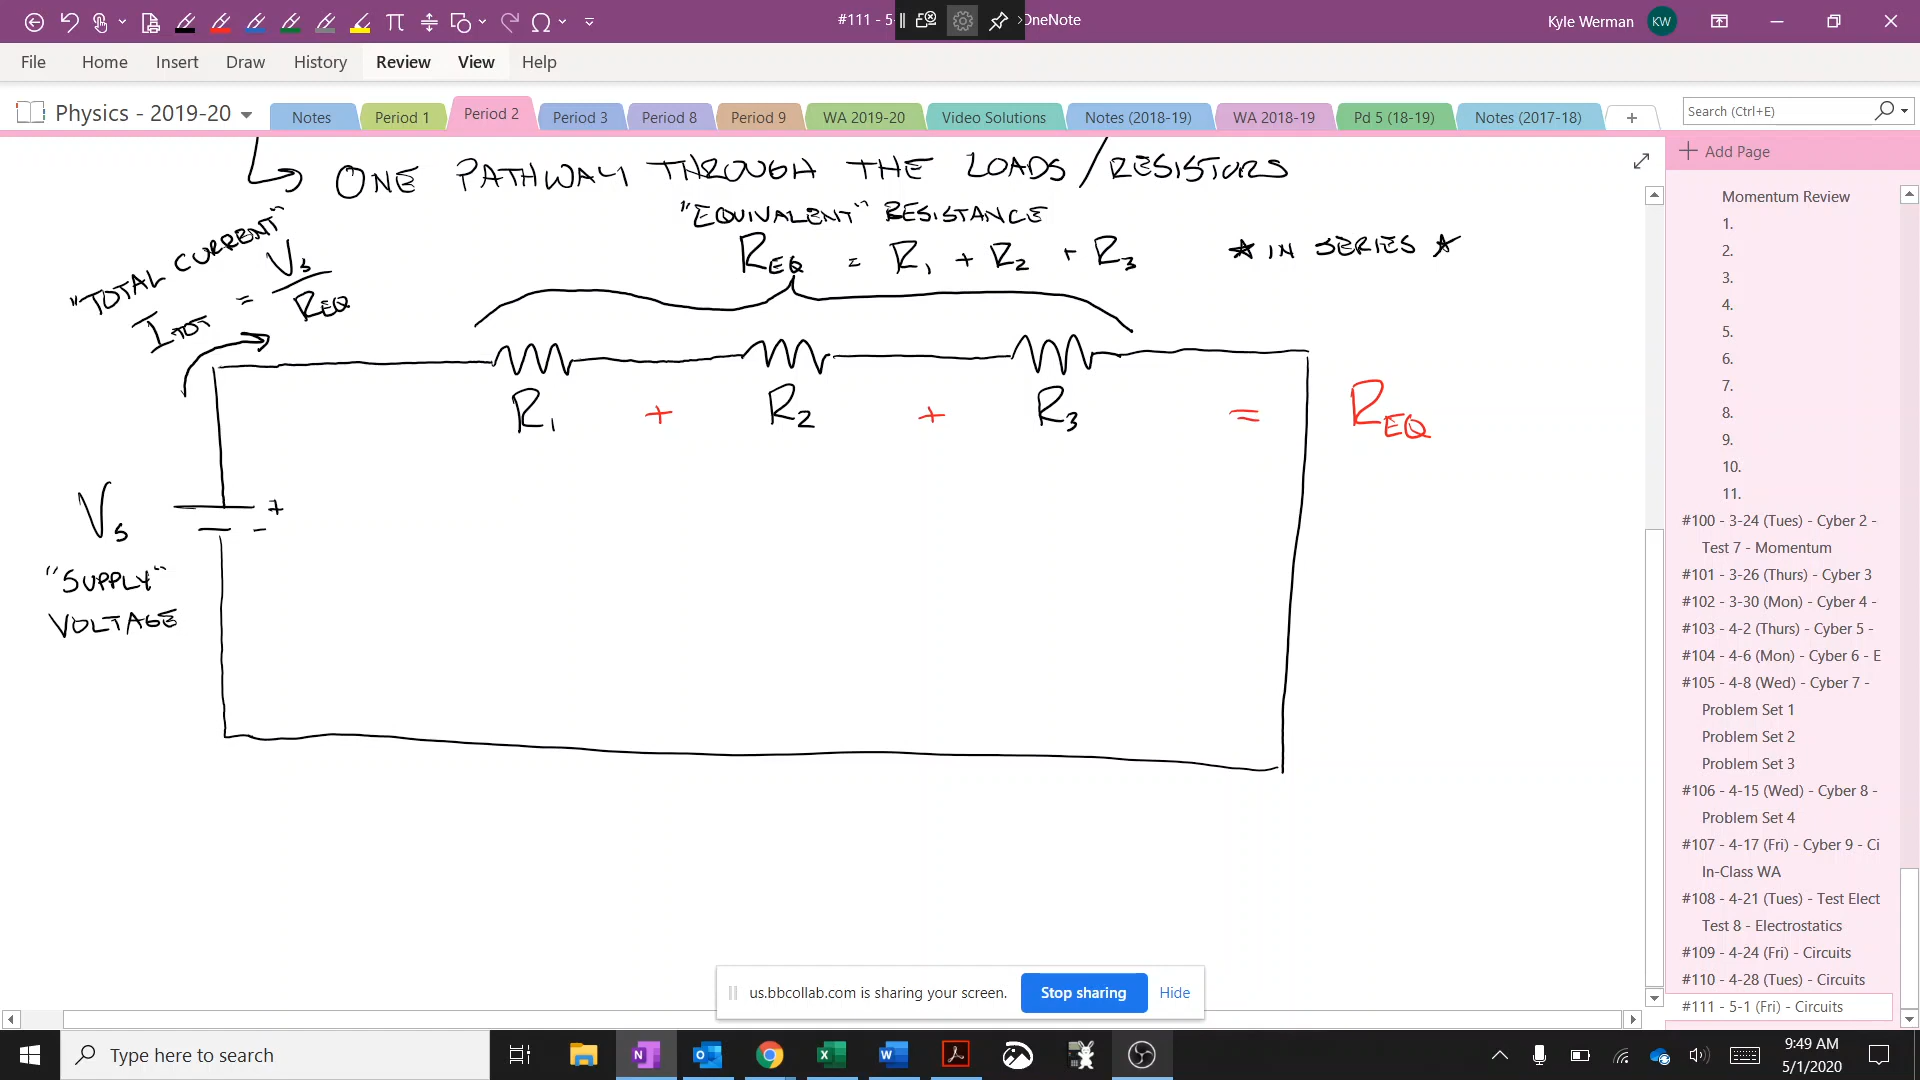 #111 - 5-
OneNote
Kyle Werman
KW
File
Home
Insert
Draw
History
Review
View
Help
Physics - 2019-20
Notes
Period 1
Period 2
Period 3
Period 8
Period 9
WA 2019-20
Video Solutions
Notes (2018-19)
WA 2018-19
Pd 5 (18-19)
Notes (2017-18)
Search (Ctrl+E)
ONE PATHWAY THROUGH THE LOADS/RESISTORS
"EQUIVALENT" RESISTANCE
REQ = R1 + R2 + R3
★ IN SERIES ★
"TOTAL CURRENT"
ITOT = Vs / REQ
R1 + R2 + R3 = REQ
Vs
+
-
"SUPPLY"
VOLTAGE
Add Page
Momentum Review
1.
2.
3.
4.
5.
6.
7.
8.
9.
10.
11.
#100 - 3-24 (Tues) - Cyber 2 -
Test 7 - Momentum
#101 - 3-26 (Thurs) - Cyber 3
#102 - 3-30 (Mon) - Cyber 4 -
#103 - 4-2 (Thurs) - Cyber 5 -
#104 - 4-6 (Mon) - Cyber 6 - E
#105 - 4-8 (Wed) - Cyber 7 -
Problem Set 1
Problem Set 2
Problem Set 3
#106 - 4-15 (Wed) - Cyber 8 -
Problem Set 4
#107 - 4-17 (Fri) - Cyber 9 - Ci
In-Class WA
#108 - 4-21 (Tues) - Test Elect
Test 8 - Electrostatics
#109 - 4-24 (Fri) - Circuits
#110 - 4-28 (Tues) - Circuits
#111 - 5-1 (Fri) - Circuits
us.bbcollab.com is sharing your screen.
Stop sharing
Hide
Type here to search
9:49 AM
5/1/2020